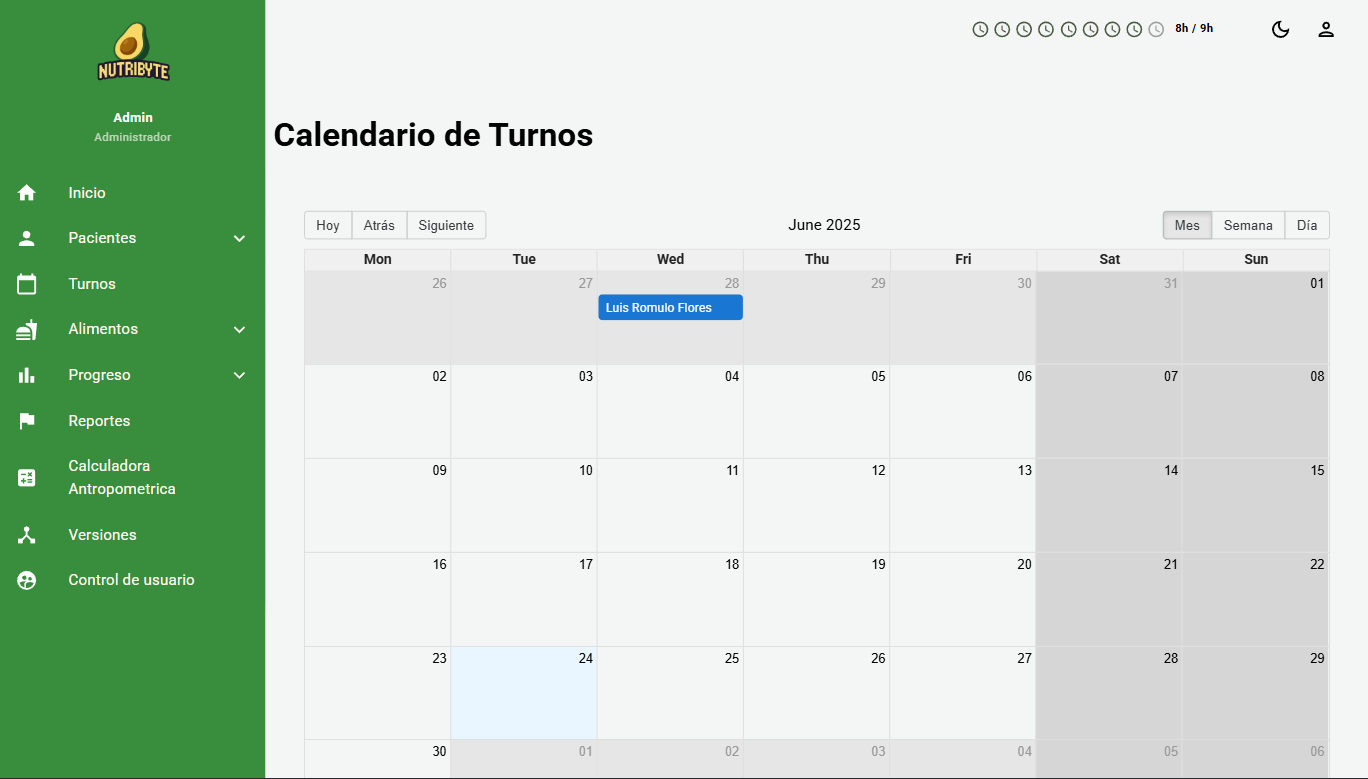 NUTRIBYTE
Admin
Administrador
Inicio
Pacientes
Turnos
Alimentos
Progreso
Reportes
Calculadora
Antropometrica
Versiones
Control de usuario
8h / 9h
Calendario de Turnos
Hoy Atrás Siguiente June 2025 Mes Semana Día
Mon Tue Wed Thu Fri Sat Sun
26 27 28 29 30 31 01
Luis Romulo Flores
02 03 04 05 06 07 08
09 10 11 12 13 14 15
16 17 18 19 20 21 22
23 24 25 26 27 28 29
30 01 02 03 04 05 06